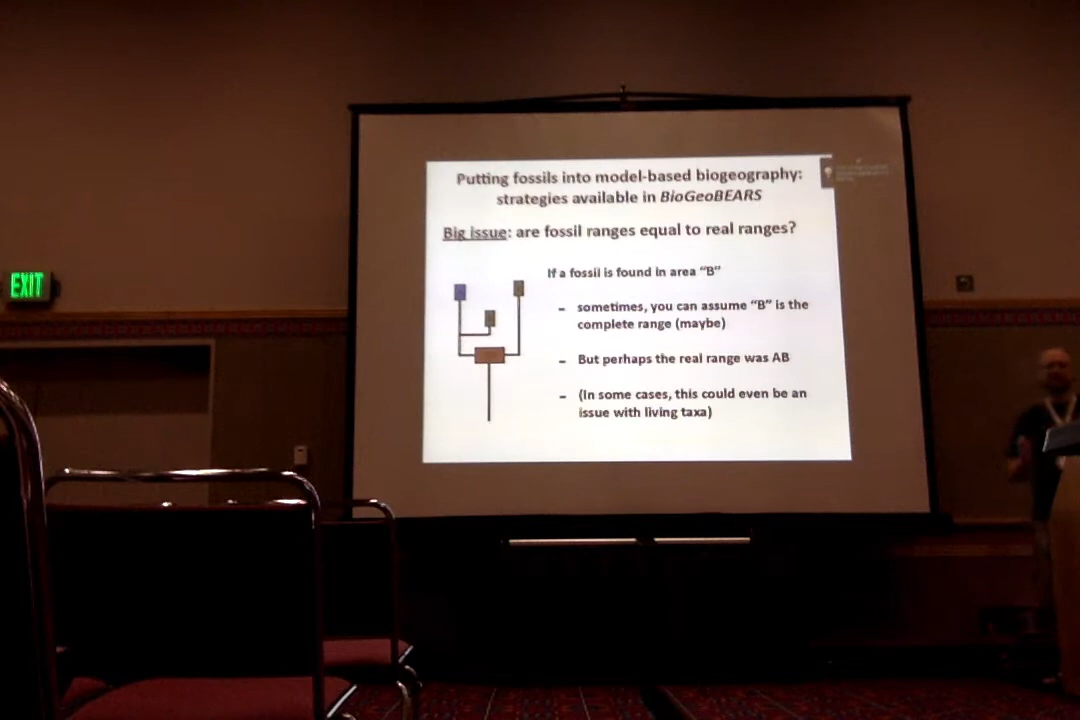 EXIT
Putting fossils into model-based biogeography:
strategies available in BioGeoBEARS
Big issue: are fossil ranges equal to real ranges?
If a fossil is found in area “B”
- sometimes, you can assume “B” is the
complete range (maybe)
- But perhaps the real range was AB
- (In some cases, this could even be an
issue with living taxa)